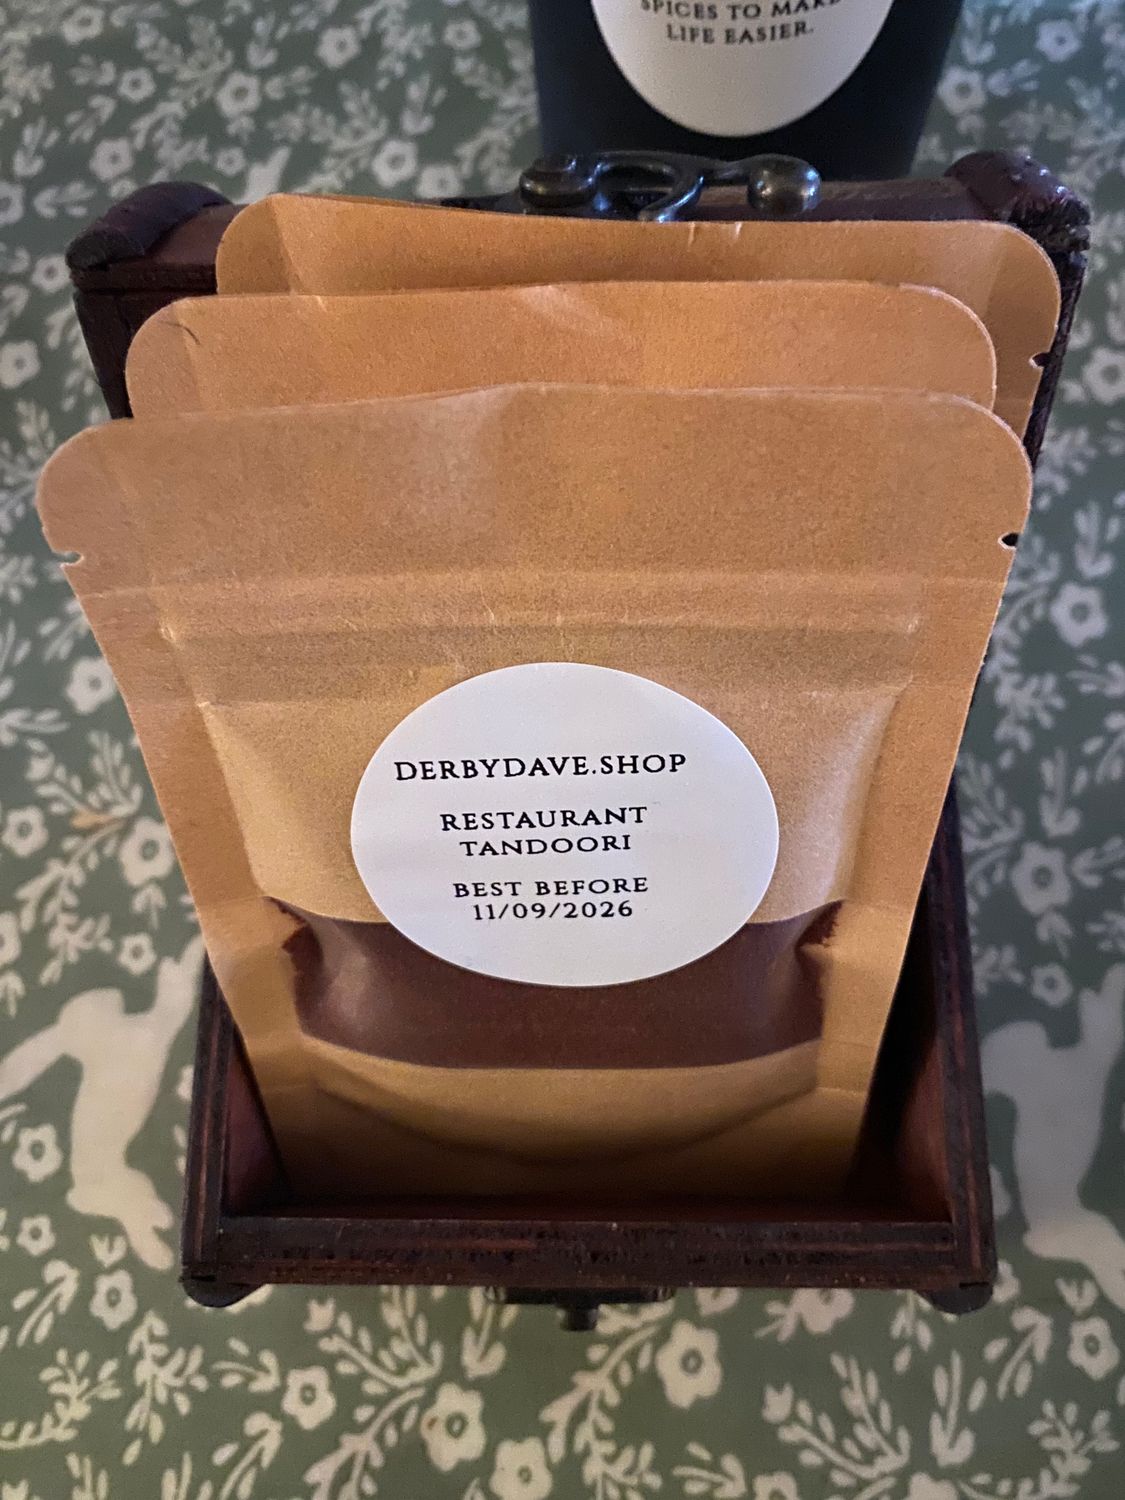 SPICES TO MAKE
LIFE EASIER.
DERBYDAVE.SHOP
RESTAURANT
TANDOORI
BEST BEFORE
11/09/2026